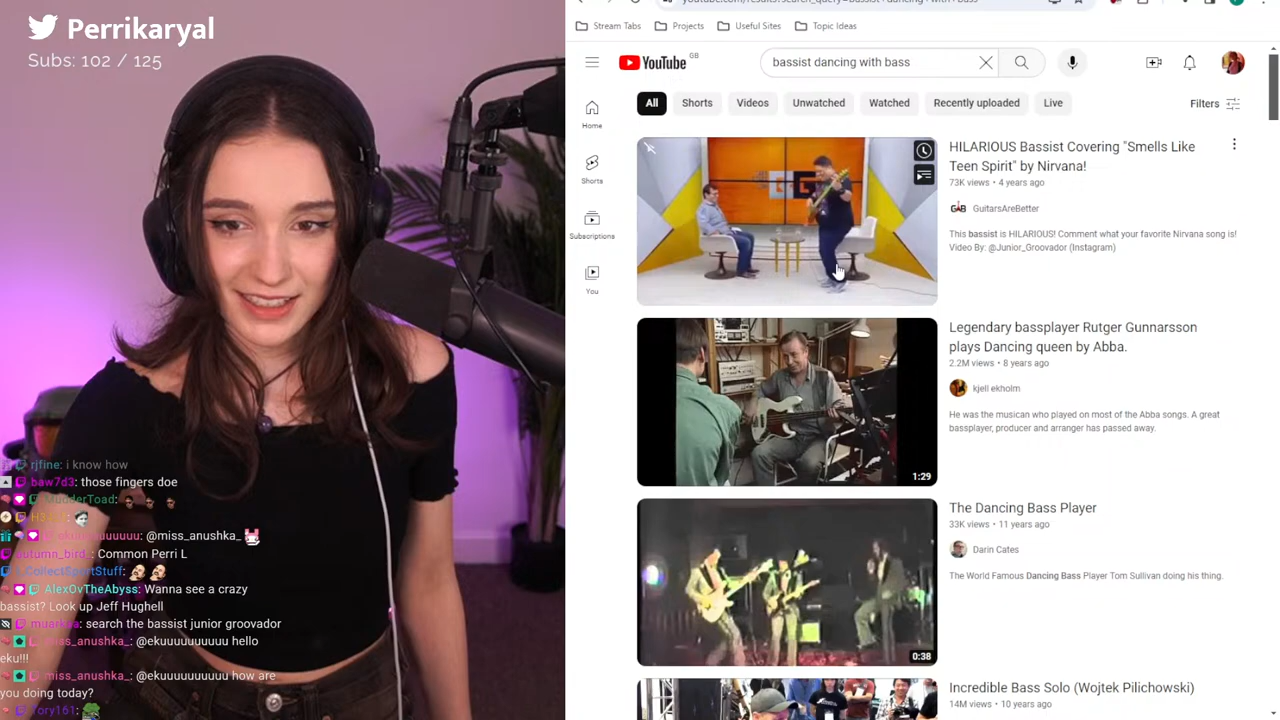 Perrikaryal
Subs: 102 / 125
rjfine: i know how
baw7d3: those fingers doe
@miss_anushka_
autumn_bird_: Common Perri L
AlexOvTheAbyss: Wanna see a crazy
bassist? Look up Jeff Hughell
search the bassist junior groovador
miss_anushka_: @ekuuuuuuuuu hello
eku!!!
miss_anushka_: @ekuuuuuuuuu how are
you doing today?
Tory161:
Stream Tabs
Projects
Useful Sites
Topic Ideas
YouTube GB
bassist dancing with bass
All
Shorts
Videos
Unwatched
Watched
Recently uploaded
Live
Filters
Home
Shorts
Subscriptions
You
HILARIOUS Bassist Covering "Smells Like
Teen Spirit" by Nirvana!
73K views • 4 years ago
GuitarsAreBetter
This bassist is HILARIOUS! Comment what your favorite Nirvana song is!
Video By: @Junior_Groovador (Instagram)
1:29
Legendary bassplayer Rutger Gunnarsson
plays Dancing queen by Abba.
2.2M views • 8 years ago
kjell ekholm
He was the musican who played on most of the Abba songs. A great
bassplayer, producer and arranger has passed away.
0:38
The Dancing Bass Player
33K views • 11 years ago
Darin Cates
The World Famous Dancing Bass Player Tom Sullivan doing his thing.
Incredible Bass Solo (Wojtek Pilichowski)
14M views • 10 years ago